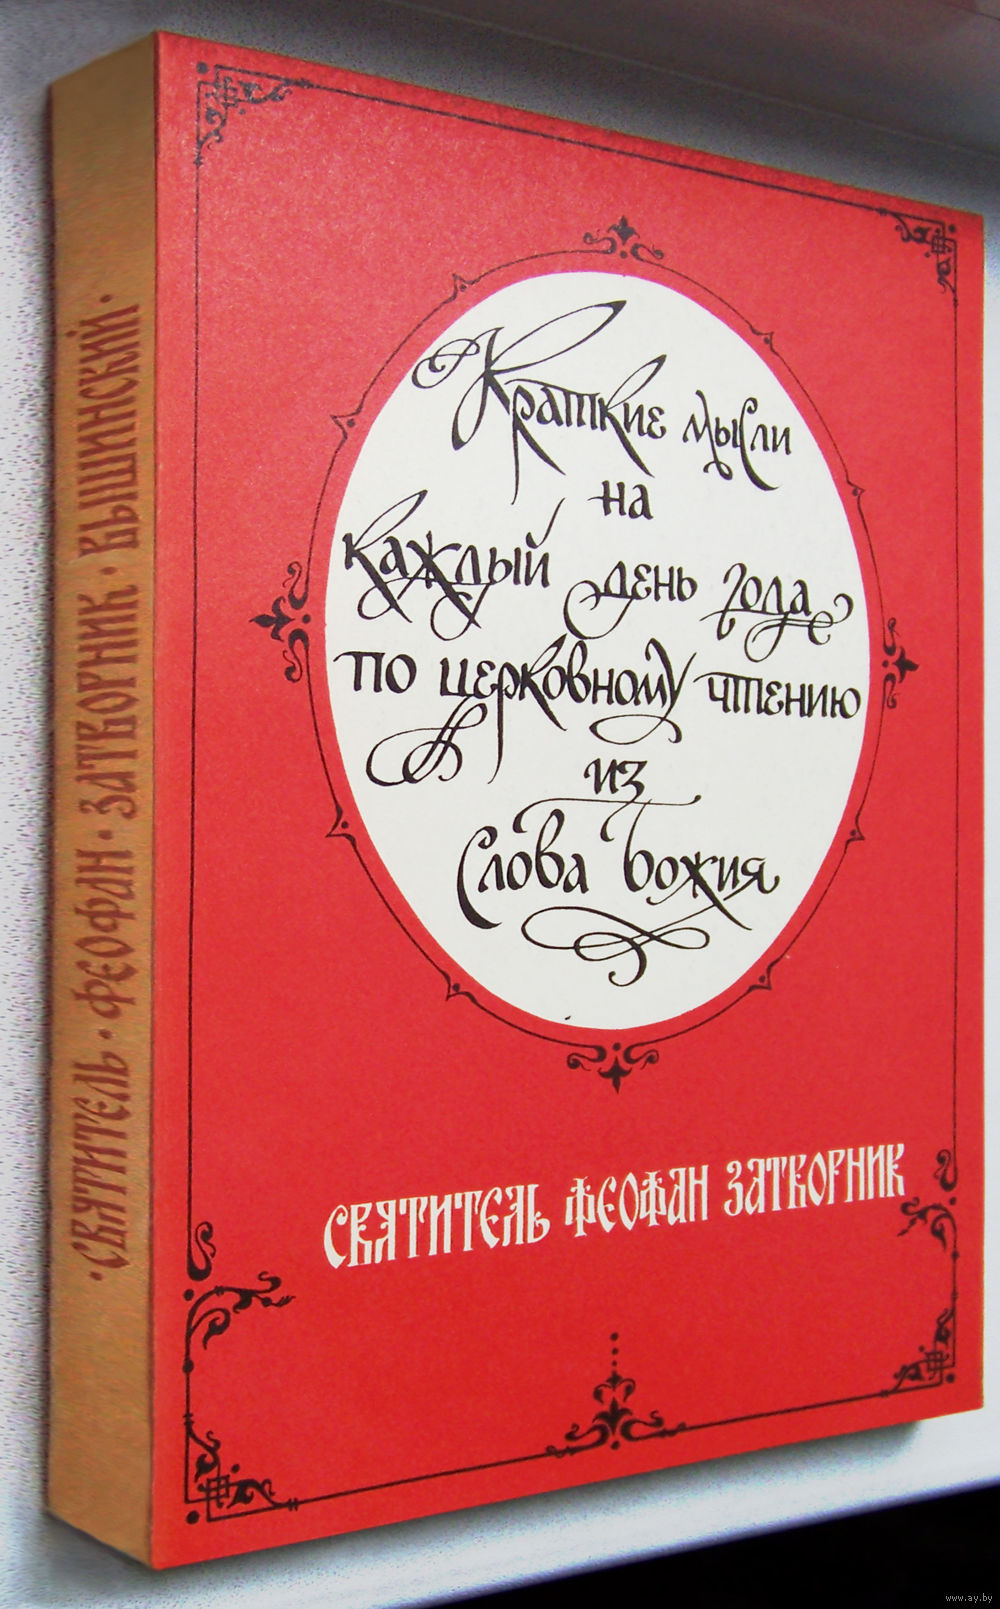 Краткие мысли
на
каждый день года
по церковному чтению
из
Слова Божия
СВЯТИТЕЛЬ ФЕОФАН ЗАТВОРНИК
·СВЯТИТЕЛЬ·ФЕОФАН·ЗАТВОРНИК·ВЫШИНСКИЙ·
www.ay.by